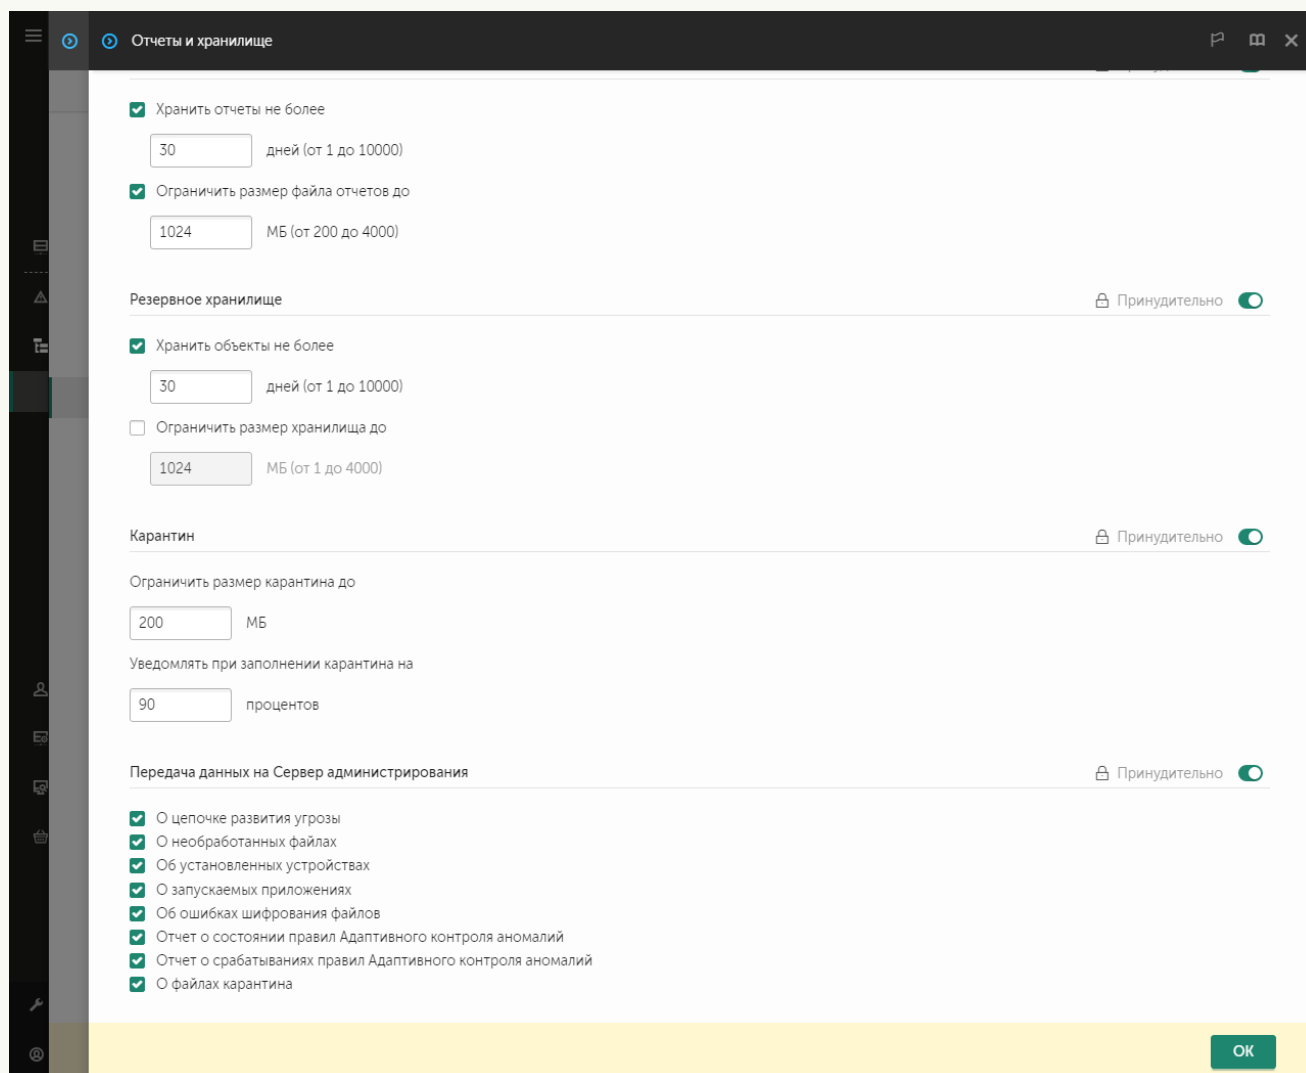 Отчеты и хранилище
Хранить отчеты не более
30 дней (от 1 до 10000)
Ограничить размер файла отчетов до
1024 МБ (от 200 до 4000)
Резервное хранилище Принудительно
Хранить объекты не более
30 дней (от 1 до 10000)
Ограничить размер хранилища до
1024 МБ (от 1 до 4000)
Карантин Принудительно
Ограничить размер карантина до
200 МБ
Уведомлять при заполнении карантина на
90 процентов
Передача данных на Сервер администрирования Принудительно
О цепочке развития угрозы
О необработанных файлах
Об установленных устройствах
О запускаемых приложениях
Об ошибках шифрования файлов
Отчет о состоянии правил Адаптивного контроля аномалий
Отчет о срабатываниях правил Адаптивного контроля аномалий
О файлах карантина
ОК